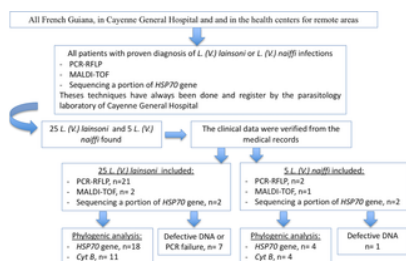 All French Guiana, in Cayenne General Hospital and and in the health centers for remote areas
All patients with proven diagnosis of L. (V.) lainsoni or L. (V.) naiffi infections
- PCR-RFLP
- MALDI-TOF
- Sequencing a portion of HSP70 gene
Theses techniques have always been done and register by the parasitology
laboratory of Cayenne General Hospital
25 L. (V.) lainsoni and 5 L. (V.)
naiffi found
The clinical data were verified from the
medical records
25 L. (V.) lainsoni included:
- PCR-RFLP, n=21
- MALDI-TOF, n= 2
- Sequencing a portion of HSP70 gene, n=2
5 L. (V.) naiffi included:
- PCR-RFLP, n=2
- MALDI-TOF, n=1
- Sequencing a portion of HSP70 gene, n=2
Phylogenic analysis:
- HSP70 gene, n=18
- Cyt B, n= 11
Defective DNA or
PCR failure, n= 7
Phylogenic analysis:
- HSP70 gene, n= 4
- Cyt B, n= 4
Defective DNA
n= 1